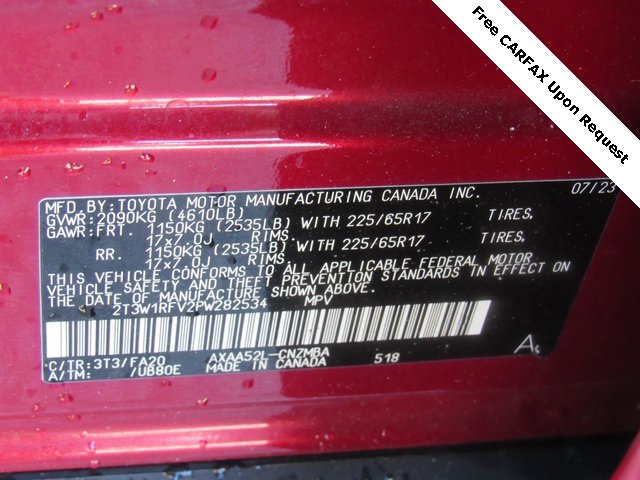 Free CARFAX Upon Request
MFD. BY: TOYOTA MOTOR MANUFACTURING CANADA INC. 07/23
GVWR: 2090KG (4610LB)
GAWR: FRT. 1150KG (2535LB) WITH 225/65R17 TIRES,
17x7.0J RIMS
RR. 1150KG (2535LB) WITH 225/65R17 TIRES,
17x7.0J RIMS
THIS VEHICLE CONFORMS TO ALL APPLICABLE FEDERAL MOTOR
VEHICLE SAFETY AND THEFT PREVENTION STANDARDS IN EFFECT ON
THE DATE OF MANUFACTURE SHOWN ABOVE.
2T3W1RFV2PW282534 MPV
C/TR: 3T3/FA20 AXAA52L-CNZMBA 518
A/TM: /UB80E MADE IN CANADA